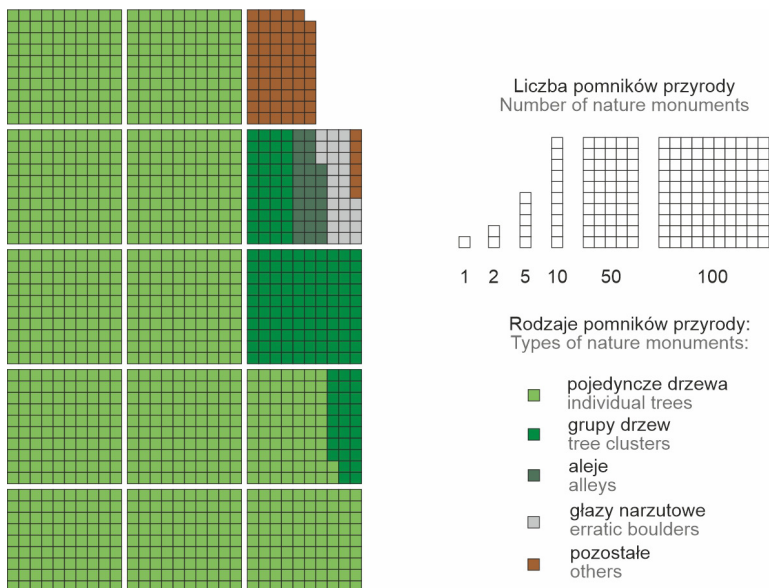 Liczba pomników przyrody
Number of nature monuments
1 2 5 10 50 100
Rodzaje pomników przyrody:
Types of nature monuments:
pojedyncze drzewa
individual trees
grupy drzew
tree clusters
aleje
alleys
głazy narzutowe
erratic boulders
pozostałe
others